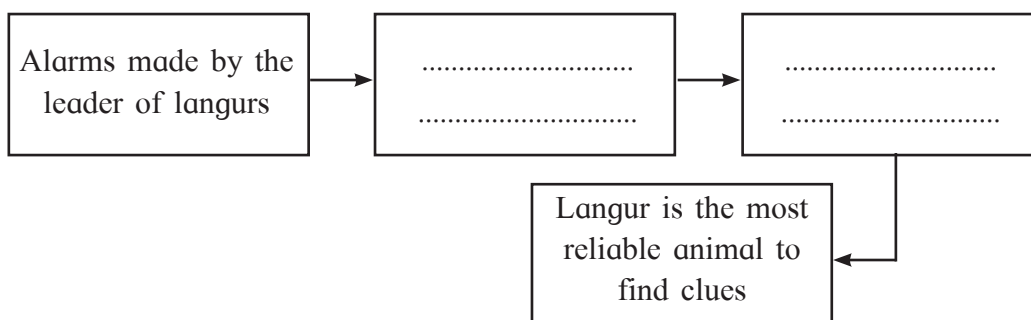 Alarms made by the
leader of langurs
............................
.............................
............................
.............................
Langur is the most
reliable animal to
find clues